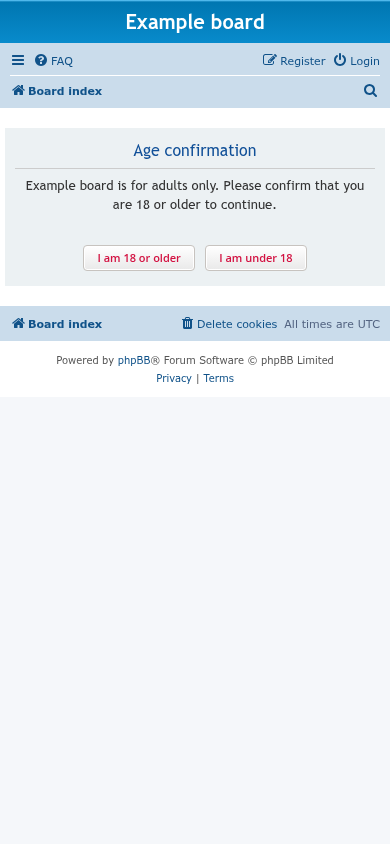 Example board
FAQ
Register
Login
Board index
Age confirmation
Example board is for adults only. Please confirm that you
are 18 or older to continue.
I am 18 or older
I am under 18
Board index
Delete cookies
All times are UTC
Powered by phpBB® Forum Software © phpBB Limited
Privacy | Terms